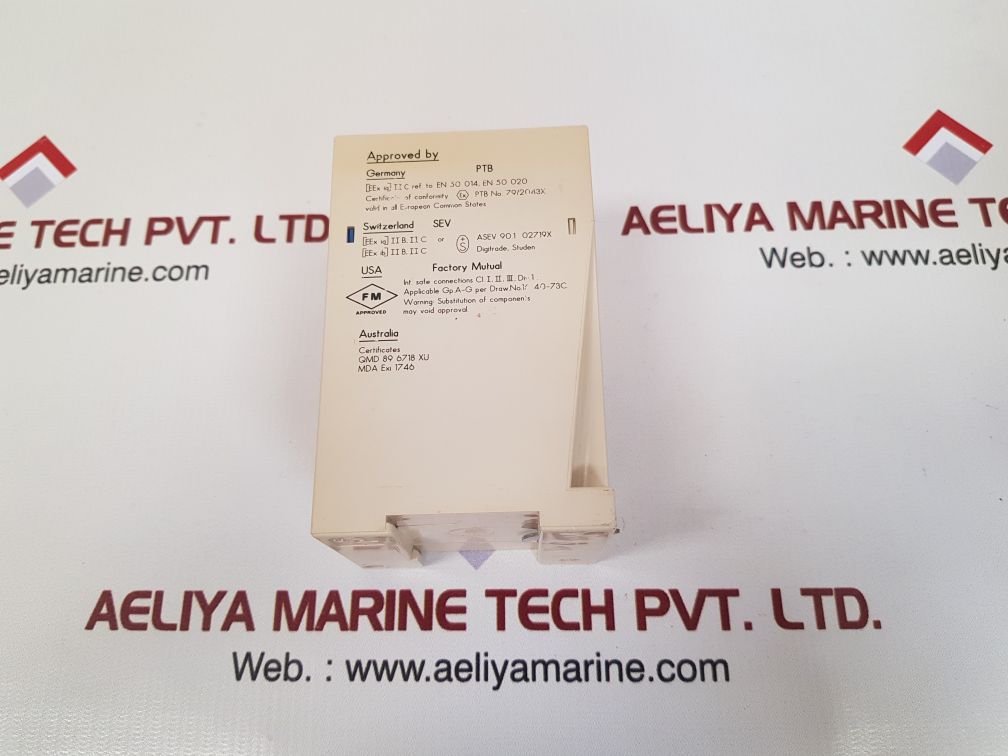 Approved by
Germany PTB
[EEx ia] II C ref. to EN 50 014, EN 50 020
of conformity Ex PTB No. 79/2043X
valid in all European Common States
Switzerland SEV
[EEx ia] II B, II C or ASEV 90.1 02719X
[EEx ib] II B, II C S Digitrade, Studen
USA Factory Mutual
FM
APPROVED
Int. safe connections Cl I, II, III, Div 1
Applicable Gp.A-G per Draw.No. 40-73C
Warning: Substitution of components
may void approval.
Australia
Certificates
QMD 89 6718 XU
MDA Exi 1746
E TECH PVT. LTD
eliyamarine.com
AELIYA MARINE TE
Web. : www.aeliya
AELIYA MARINE TECH PVT. LTD.
Web. : www.aeliyamarine.com